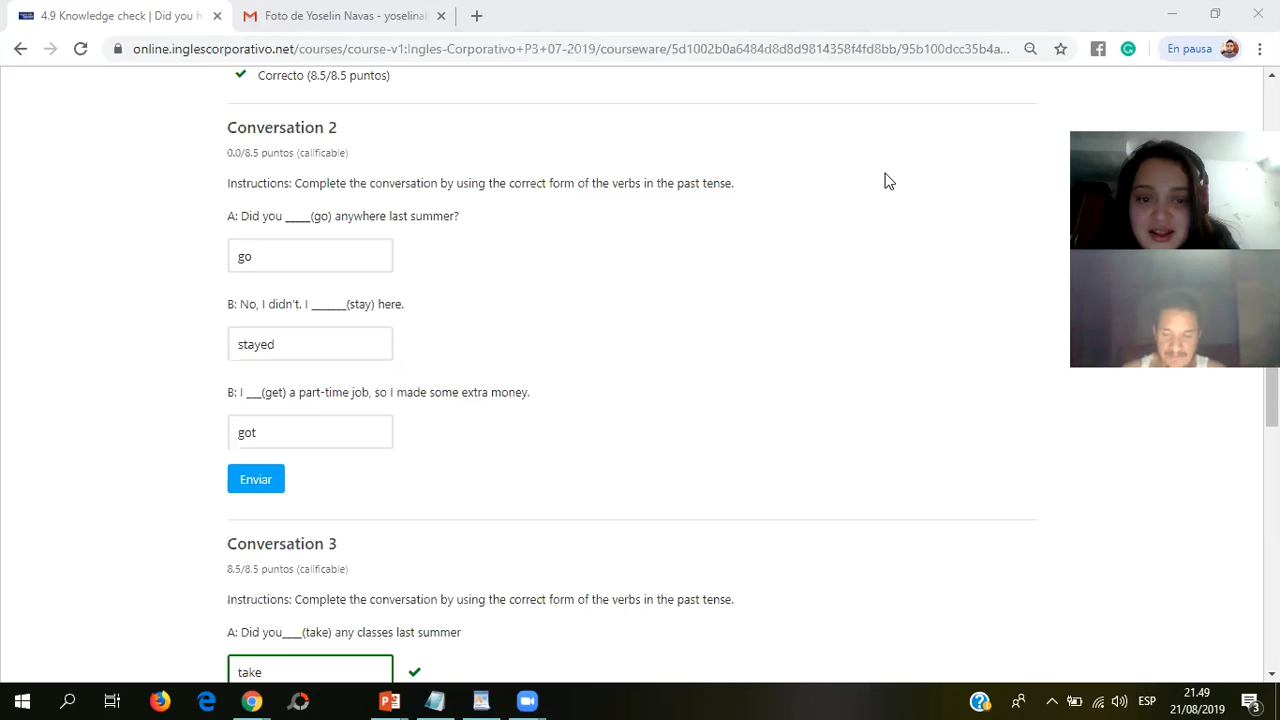 4.9 Knowledge check | Did you h
Foto de Yoselin Navas - yoselinal
online.inglescorporativo.net/courses/course-v1:Ingles-Corporativo+P3+07-2019/courseware/5d1002b0a6484d8d8d9814358f4fd8bb/95b100dcc35b4a...
En pausa
Correcto (8.5/8.5 puntos)
Conversation 2
0.0/8.5 puntos (calificable)
Instructions: Complete the conversation by using the correct form of the verbs in the past tense.
A: Did you _____(go) anywhere last summer?
go
B: No, I didn't. I _______(stay) here.
stayed
B: I ___(get) a part-time job, so I made some extra money.
got
Enviar
Conversation 3
8.5/8.5 puntos (calificable)
Instructions: Complete the conversation by using the correct form of the verbs in the past tense.
A: Did you____(take) any classes last summer
take
ESP
21.49
21/08/2019
3